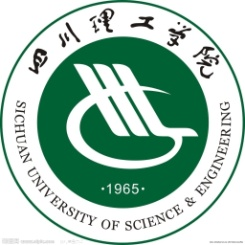 四川理工学院
SICHUAN UNIVERSITY OF SCIENCE & ENGINEERING
·1965·